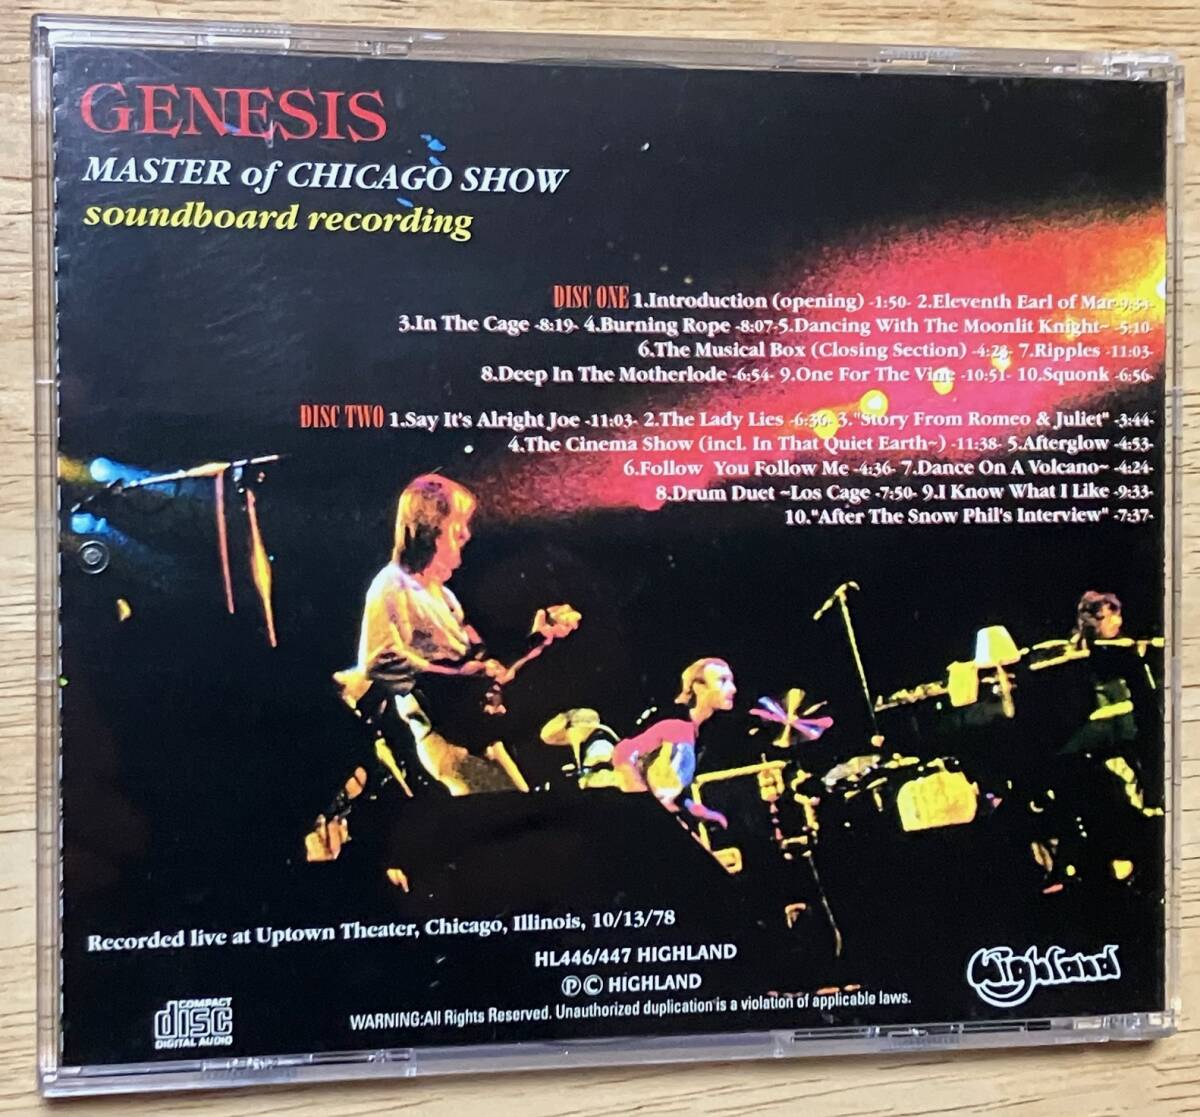 GENESIS
MASTER of CHICAGO SHOW
soundboard recording
DISC ONE 1.Introduction (opening) -1:50- 2.Eleventh Earl of Mar -9:33-
3.In The Cage -8:19- 4.Burning Rope -8:07-5.Dancing With The Moonlit Knight~ -5:10-
6.The Musical Box (Closing Section) -4:23- 7.Ripples -11:03-
8.Deep In The Motherlode -6:54- 9.One For The Vine -10:51- 10.Squonk -6:56-
DISC TWO 1.Say It's Alright Joe -11:03- 2.The Lady Lies -6:36- 3."Story From Romeo & Juliet" -3:44-
4.The Cinema Show (incl. In That Quiet Earth~) -11:38- 5.Afterglow -4:53-
6.Follow You Follow Me -4:36- 7.Dance On A Volcano~ -4:24-
8.Drum Duet ~Los Cage -7:50- 9.I Know What I Like -9:33-
10."After The Snow Phil's Interview" -7:37-
Recorded live at Uptown Theater, Chicago, Illinois, 10/13/78
HL446/447 HIGHLAND
Ⓟ© HIGHLAND
WARNING:All Rights Reserved. Unauthorized duplication is a violation of applicable laws.
COMPACT
disc
DIGITAL AUDIO
Highland